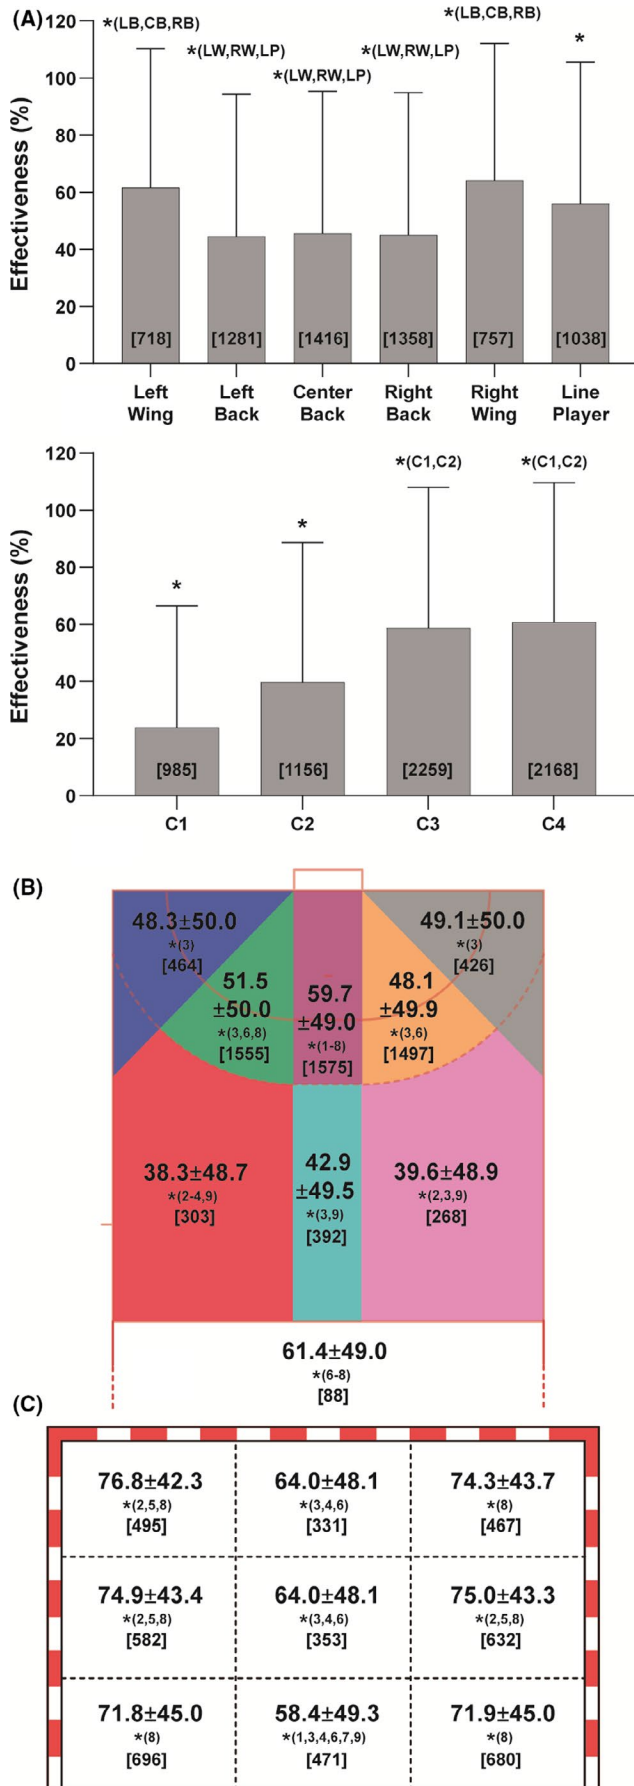 (A)
120
100
80
60
40
20
0
Effectiveness (%)
*(LB,CB,RB)
*(LW,RW,LP)
*(LW,RW,LP)
*(LW,RW,LP)
*(LB,CB,RB)
*
[718] [1281] [1416] [1358] [757] [1038]
Left Left Center Right Right Line
Wing Back Back Back Wing Player
120
100
80
60
40
20
0
Effectiveness (%)
*
*
*(C1,C2)
*(C1,C2)
[985] [1156] [2259] [2168]
C1 C2 C3 C4
(B)
48.3±50.0
*(3)
[464]
51.5
±50.0
*(3,6,8)
[1555]
59.7
±49.0
*(1-8)
[1575]
48.1
±49.9
*(3,6)
[1497]
49.1±50.0
*(3)
[426]
38.3±48.7
*(2-4,9)
[303]
42.9
±49.5
*(3,9)
[392]
39.6±48.9
*(2,3,9)
[268]
61.4±49.0
*(6-8)
[88]
(C)
76.8±42.3 64.0±48.1 74.3±43.7
*(2,5,8) *(3,4,6) *(8)
[495] [331] [467]
74.9±43.4 64.0±48.1 75.0±43.3
*(2,5,8) *(3,4,6) *(2,5,8)
[582] [353] [632]
71.8±45.0 58.4±49.3 71.9±45.0
*(8) *(1,3,4,6,7,9) *(8)
[696] [471] [680]